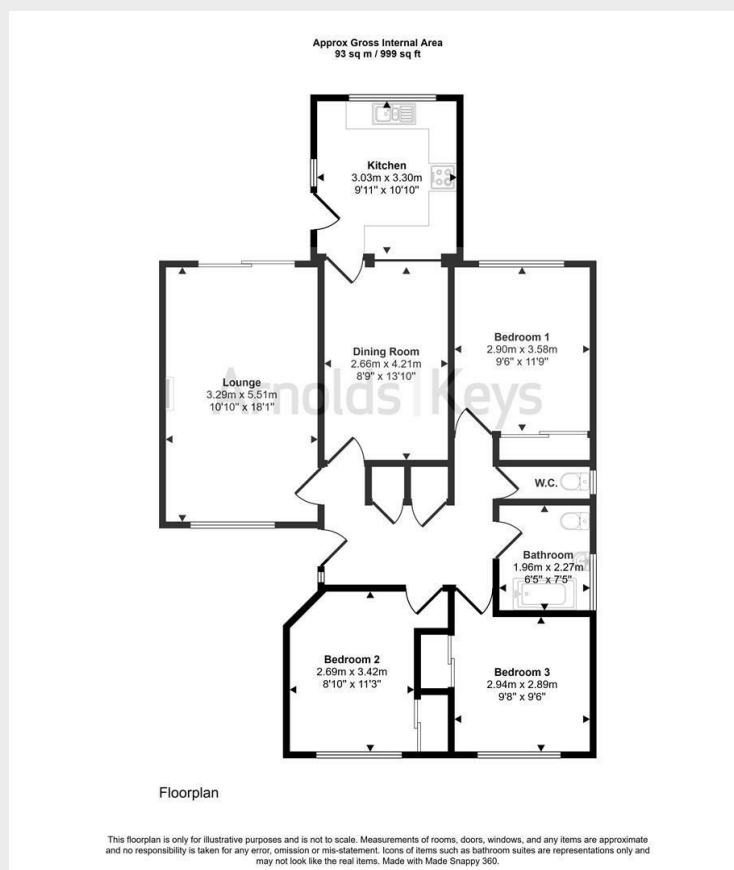 Approx Gross Internal Area
93 sq m / 999 sq ft
Kitchen
3.03m x 3.30m
9'11" x 10'10"
Bedroom 1
2.90m x 3.58m
9'6" x 11'9"
Dining Room
2.66m x 4.21m
8'9" x 13'10"
Lounge
3.29m x 5.51m
10'10" x 18'1"
Arnolds | Keys
W.C.
Bathroom
1.96m x 2.27m
6'5" x 7'5"
Bedroom 2
2.69m x 3.42m
8'10" x 11'3"
Bedroom 3
2.94m x 2.89m
9'8" x 9'6"
Floorplan
This floorplan is only for illustrative purposes and is not to scale. Measurements of rooms, doors, windows, and any items are approximate
and no responsibility is taken for any error, omission or mis-statement. Icons of items such as bathroom suites are representations only and
may not look like the real items. Made with Made Snappy 360.